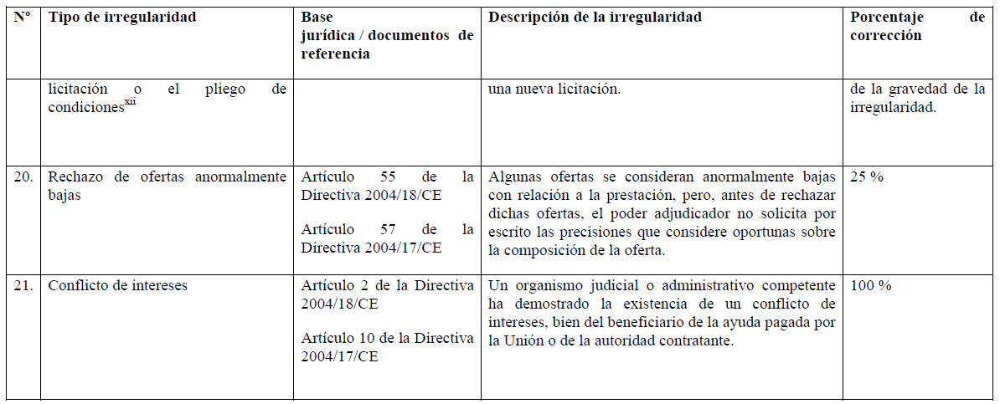 Nº
Tipo de irregularidad
Base
jurídica / documentos de
referencia
Descripción de la irregularidad
Porcentaje de
corrección
licitación o el pliego de
condicionesxii
una nueva licitación.
de la gravedad de la
irregularidad.
20.
Rechazo de ofertas anormalmente
bajas
Artículo 55 de la
Directiva 2004/18/CE
Artículo 57 de la
Directiva 2004/17/CE
Algunas ofertas se consideran anormalmente bajas
con relación a la prestación, pero, antes de rechazar
dichas ofertas, el poder adjudicador no solicita por
escrito las precisiones que considere oportunas sobre
la composición de la oferta.
25 %
21.
Conflicto de intereses
Artículo 2 de la Directiva
2004/18/CE
Artículo 10 de la Directiva
2004/17/CE
Un organismo judicial o administrativo competente
ha demostrado la existencia de un conflicto de
intereses, bien del beneficiario de la ayuda pagada por
la Unión o de la autoridad contratante.
100 %